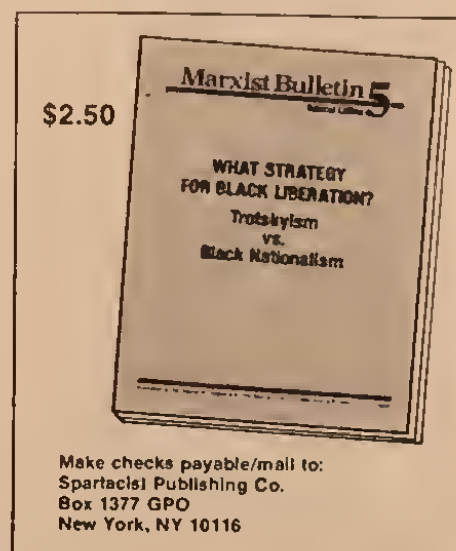 $2.50
Marxist Bulletin 5
WHAT STRATEGY
FOR BLACK LIBERATION?
Trotskyism
vs.
Black Nationalism
Make checks payable/mail to:
Spartacist Publishing Co.
Box 1377 GPO
New York, NY 10116